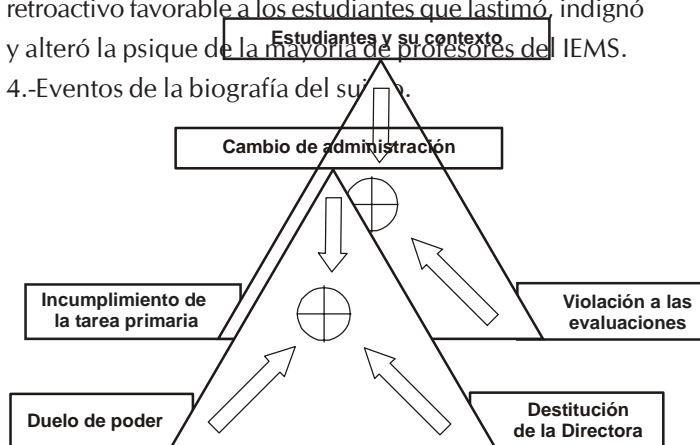 retroactivo favorable a los estudiantes que lastimó, indignó
y alteró la psique de la mayoría de profesores del IEMS.
Estudiantes y su contexto
4.-Eventos de la biografía del sujeto.
Cambio de administración
Incumplimiento de
la tarea primaria
Violación a las
evaluaciones
Duelo de poder
Destitución
de la Directora